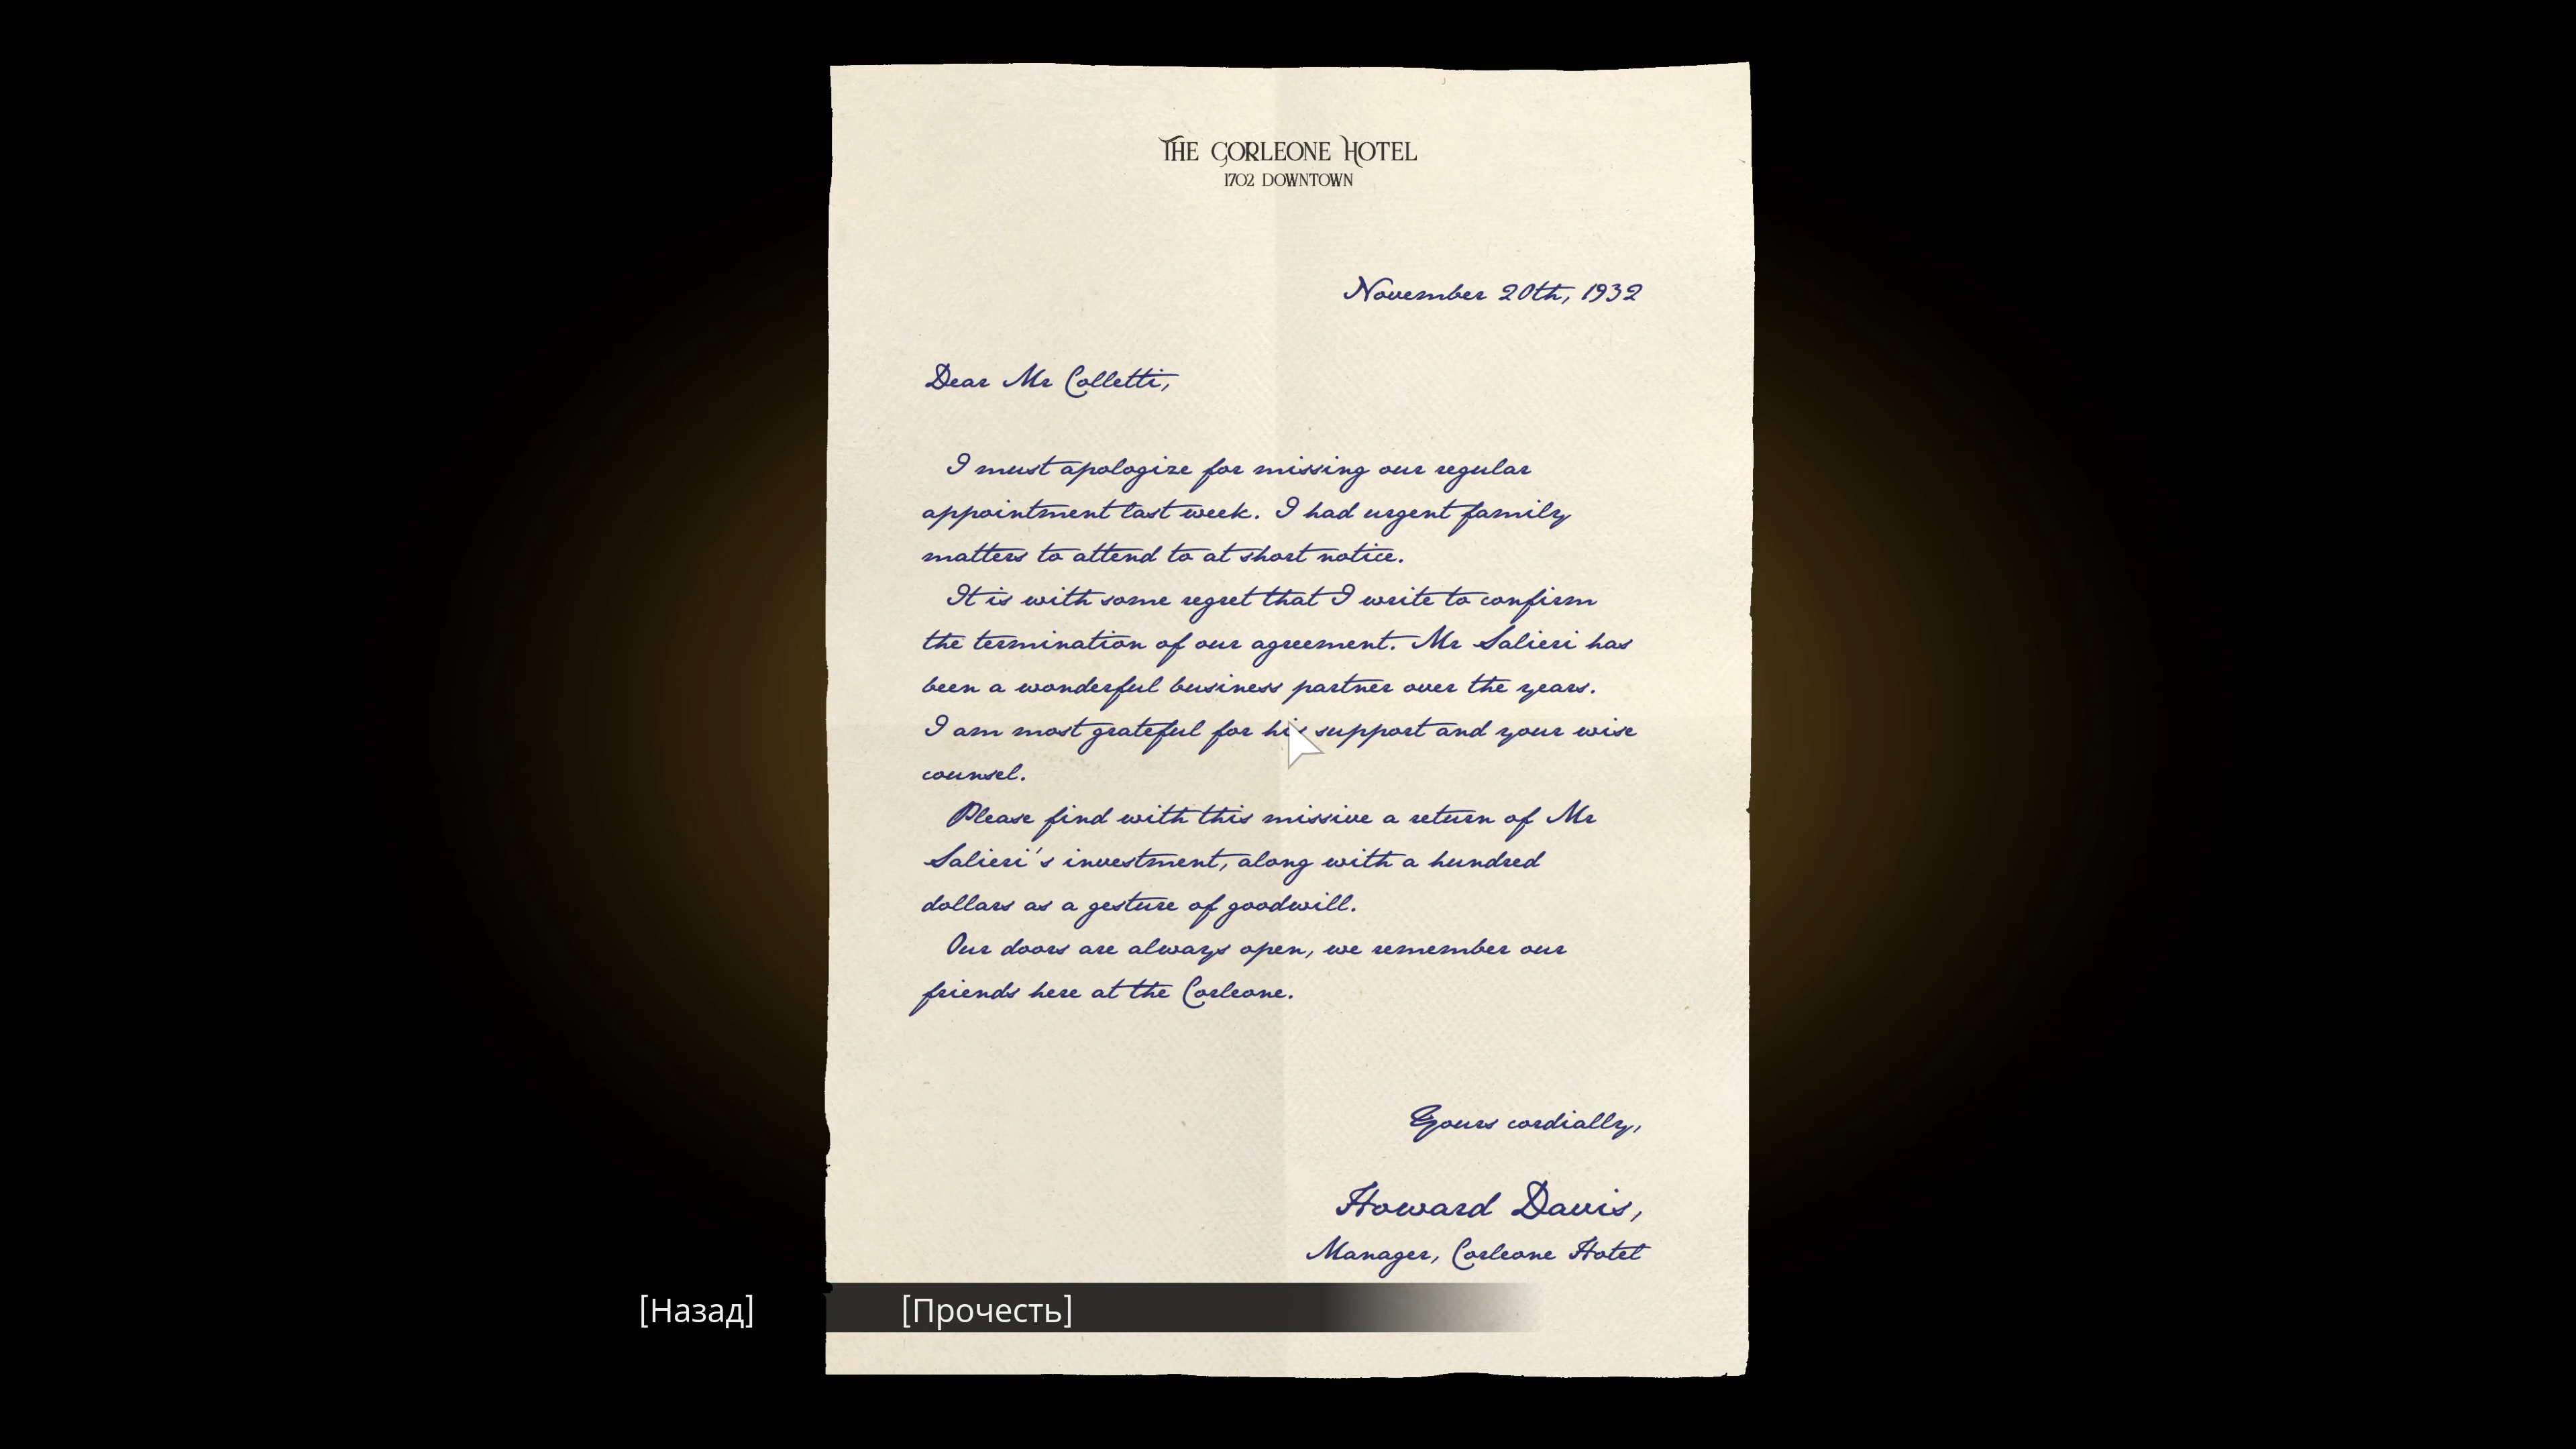 THE CORLEONE HOTEL
1702 DOWNTOWN
November 20th, 1932
Dear Mr Colletti,
I must apologize for missing our regular
appointment last week. I had urgent family
matters to attend to at short notice.
It is with some regret that I write to confirm
the termination of our agreement. Mr Salieri has
been a wonderful business partner over the years.
I am most grateful for his support and your wise
counsel.
Please find with this missive a return of Mr
Salieri's investment, along with a hundred
dollars as a gesture of goodwill.
Our doors are always open, we remember our
friends here at the Corleone.
Yours cordially,
Howard Davis,
Manager, Corleone Hotel
[Назад] [Прочесть]